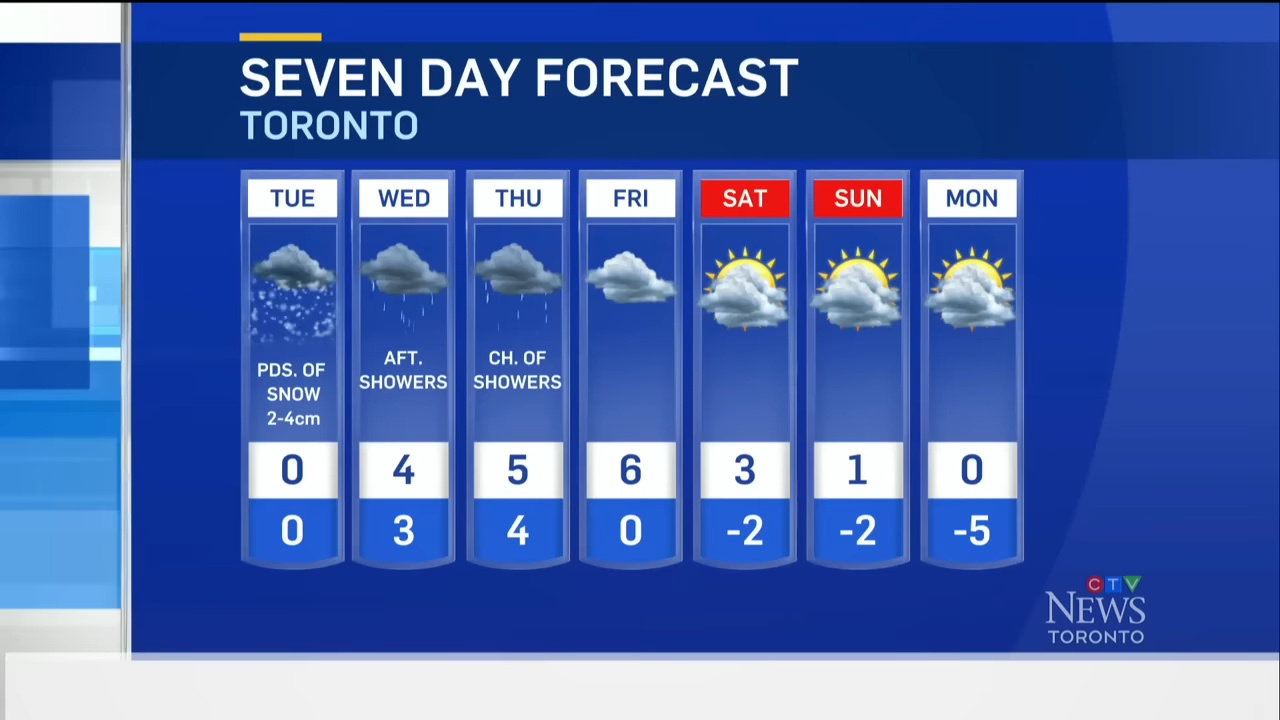 SEVEN DAY FORECAST
TORONTO
TUE WED THU FRI SAT SUN MON
PDS. OF
SNOW
2-4cm
AFT.
SHOWERS
CH. OF
SHOWERS
0 4 5 6 3 1 0
0 3 4 0 -2 -2 -5
CTV
NEWS
TORONTO